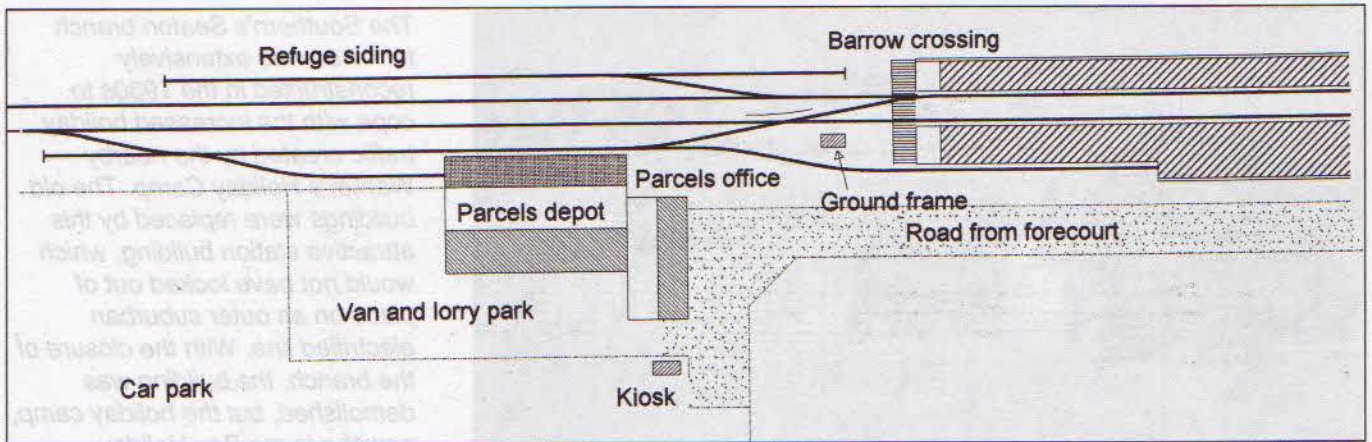 Refuge siding
Barrow crossing
Parcels office
Parcels depot
Ground frame
Road from forecourt
Van and lorry park
Car park
Kiosk
The Southern's Seaton branch
extensively
reconstructed in the 1930s to
cope with the increased holiday
traffic created by the nearby
Warner's Holiday Camp. The old
buildings were replaced by this
attractive station building, which
would not have looked out of
place on an outer suburban
electrified line. With the closure of
the branch, the building was
demolished, but the holiday camp,